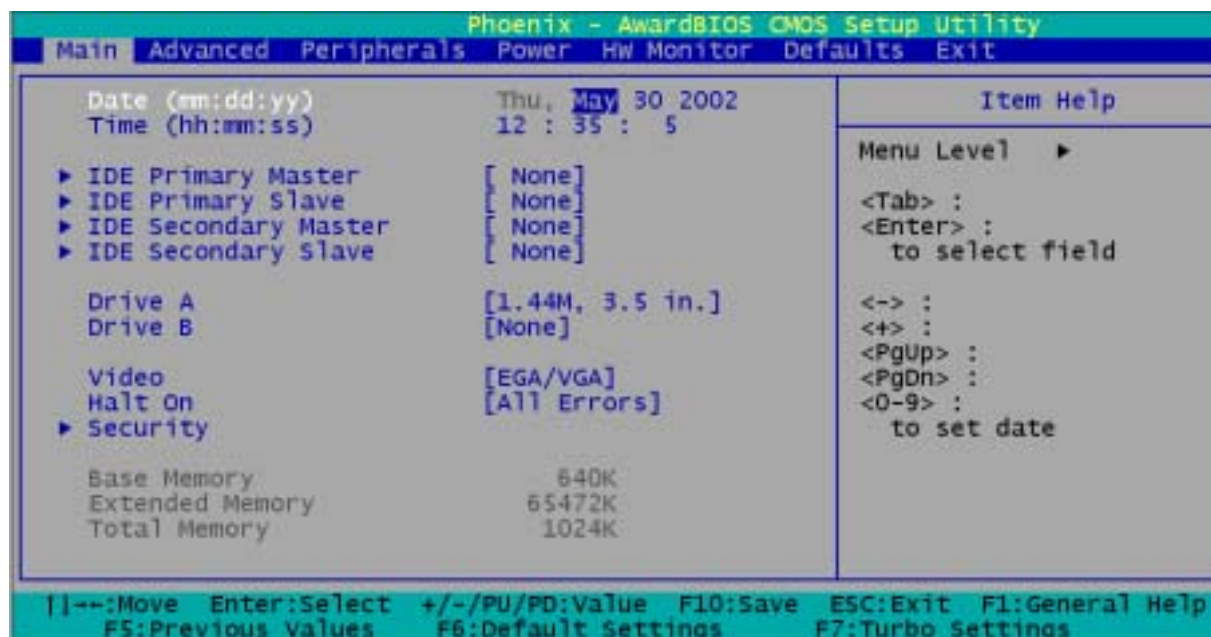 Phoenix - AwardBIOS CMOS Setup Utility
Main Advanced Peripherals Power HW Monitor Defaults Exit
Date (mm:dd:yy) Thu, May 30 2002
Time (hh:mm:ss) 12 : 35 : 5
▶ IDE Primary Master [ None]
▶ IDE Primary Slave [ None]
▶ IDE Secondary Master [ None]
▶ IDE Secondary Slave [ None]
Drive A [1.44M, 3.5 in.]
Drive B [None]
Video [EGA/VGA]
Halt On [All Errors]
▶ Security
Base Memory 640K
Extended Memory 65472K
Total Memory 1024K
Item Help
Menu Level ▶
<Tab> :
<Enter> :
to select field
<-> :
<+> :
<PgUp> :
<PgDn> :
<0-9> :
to set date
↑↓→←:Move Enter:Select +/-/PU/PD:Value F10:Save ESC:Exit F1:General Help
F5:Previous Values F6:Default Settings F7:Turbo Settings